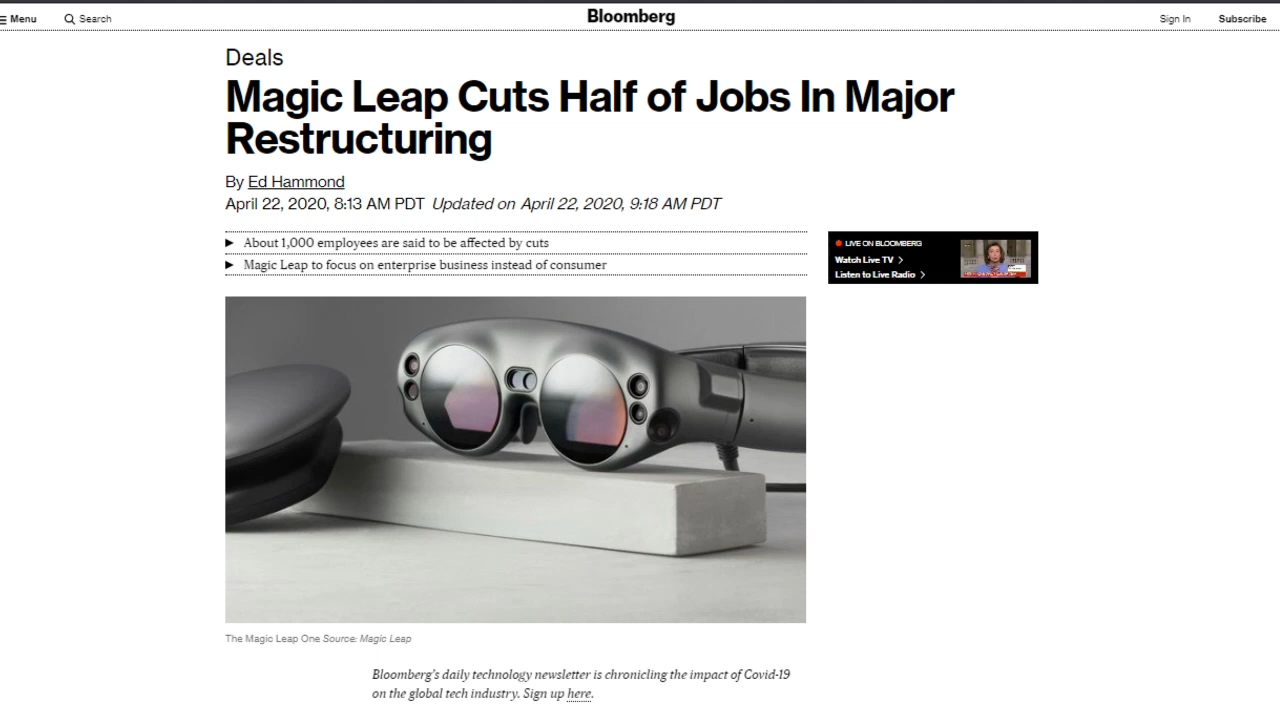 Menu
Search
Bloomberg
Sign In
Subscribe
Deals
Magic Leap Cuts Half of Jobs In Major
Restructuring
By Ed Hammond
April 22, 2020, 8:13 AM PDT Updated on April 22, 2020, 9:18 AM PDT
▶ About 1,000 employees are said to be affected by cuts
▶ Magic Leap to focus on enterprise business instead of consumer
LIVE ON BLOOMBERG
Watch Live TV >
Listen to Live Radio >
The Magic Leap One Source: Magic Leap
Bloomberg's daily technology newsletter is chronicling the impact of Covid-19
on the global tech industry. Sign up here.